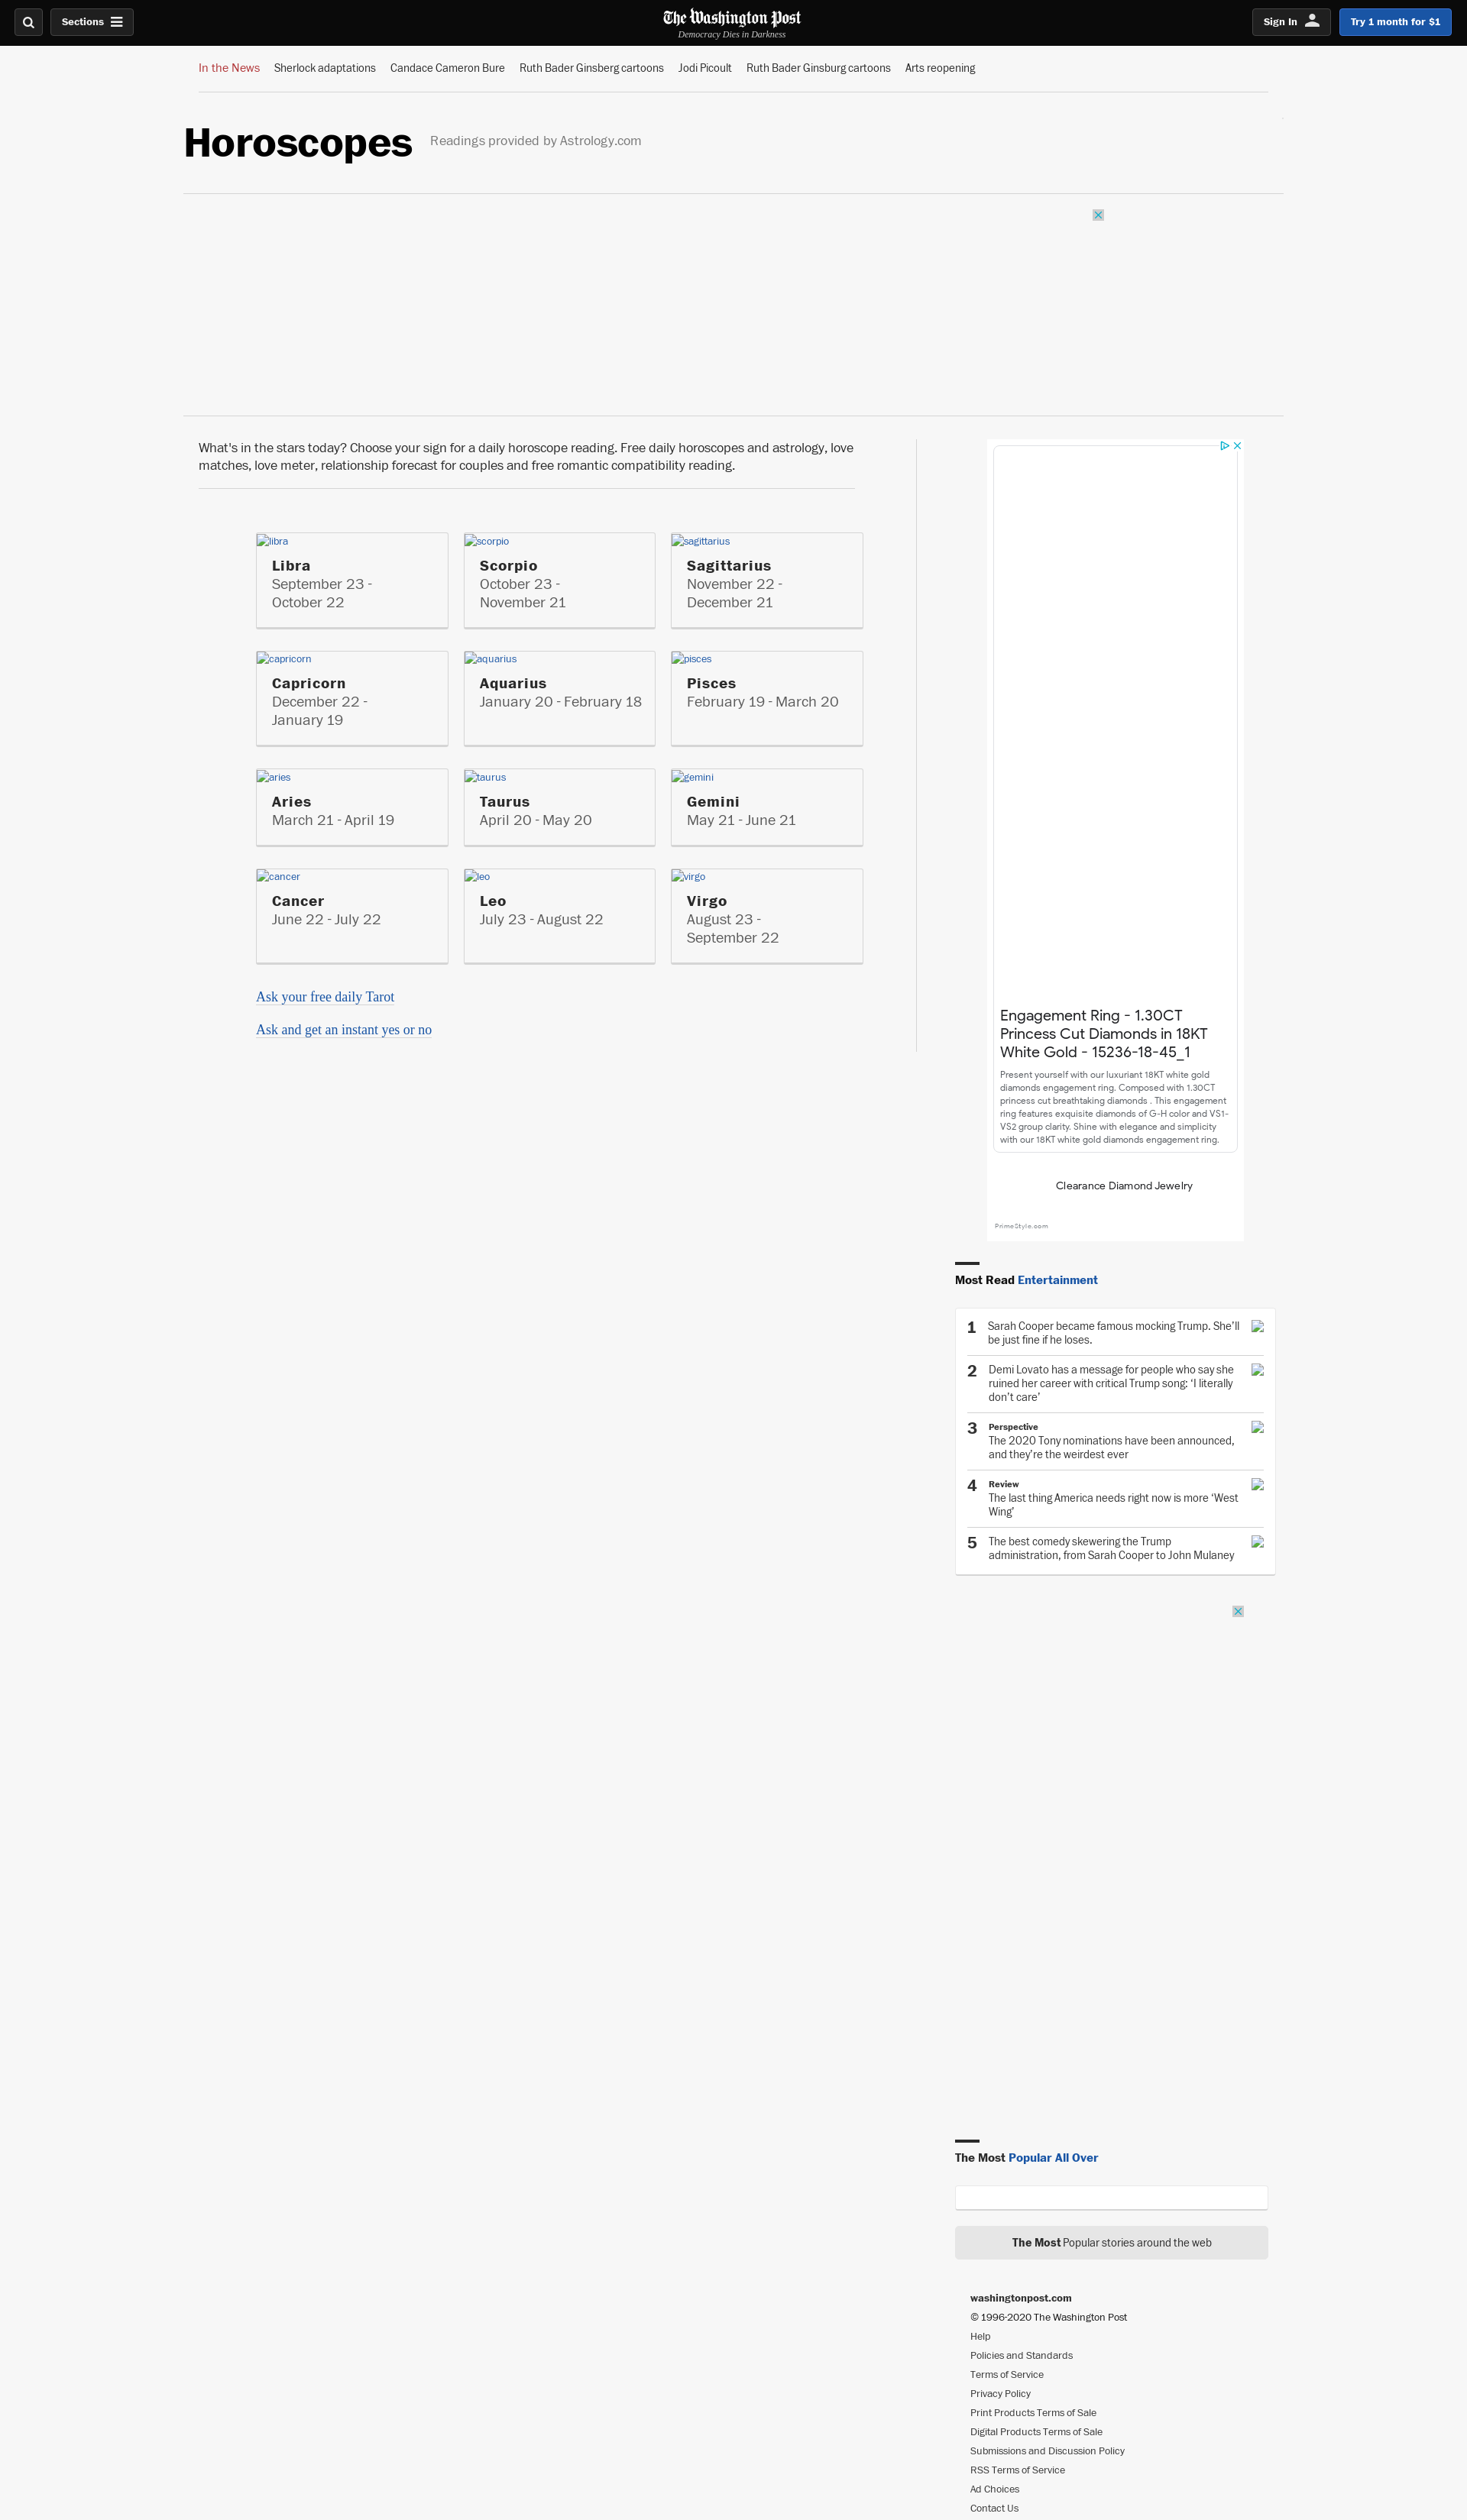 Sections
The Washington Post
Democracy Dies in Darkness
Sign In
Try 1 month for $1
In the News Sherlock adaptations Candace Cameron Bure Ruth Bader Ginsberg cartoons Jodi Picoult Ruth Bader Ginsburg cartoons Arts reopening
Horoscopes Readings provided by Astrology.com
What's in the stars today? Choose your sign for a daily horoscope reading. Free daily horoscopes and astrology, love
matches, love meter, relationship forecast for couples and free romantic compatibility reading.
libra
Libra
September 23 -
October 22
scorpio
Scorpio
October 23 -
November 21
sagittarius
Sagittarius
November 22 -
December 21
capricorn
Capricorn
December 22 -
January 19
aquarius
Aquarius
January 20 - February 18
pisces
Pisces
February 19 - March 20
aries
Aries
March 21 - April 19
taurus
Taurus
April 20 - May 20
gemini
Gemini
May 21 - June 21
cancer
Cancer
June 22 - July 22
leo
Leo
July 23 - August 22
virgo
Virgo
August 23 -
September 22
Ask your free daily Tarot
Ask and get an instant yes or no
Engagement Ring - 1.30CT
Princess Cut Diamonds in 18KT
White Gold - 15236-18-45_1
Present yourself with our luxuriant 18KT white gold
diamonds engagement ring. Composed with 1.30CT
princess cut breathtaking diamonds . This engagement
ring features exquisite diamonds of G-H color and VS1-
VS2 group clarity. Shine with elegance and simplicity
with our 18KT white gold diamonds engagement ring.
Clearance Diamond Jewelry
PrimeStyle.com
Most Read Entertainment
1 Sarah Cooper became famous mocking Trump. She’ll
be just fine if he loses.
2 Demi Lovato has a message for people who say she
ruined her career with critical Trump song: ‘I literally
don’t care’
3 Perspective
The 2020 Tony nominations have been announced,
and they’re the weirdest ever
4 Review
The last thing America needs right now is more ‘West
Wing’
5 The best comedy skewering the Trump
administration, from Sarah Cooper to John Mulaney
The Most Popular All Over
The Most Popular stories around the web
washingtonpost.com
© 1996-2020 The Washington Post
Help
Policies and Standards
Terms of Service
Privacy Policy
Print Products Terms of Sale
Digital Products Terms of Sale
Submissions and Discussion Policy
RSS Terms of Service
Ad Choices
Contact Us